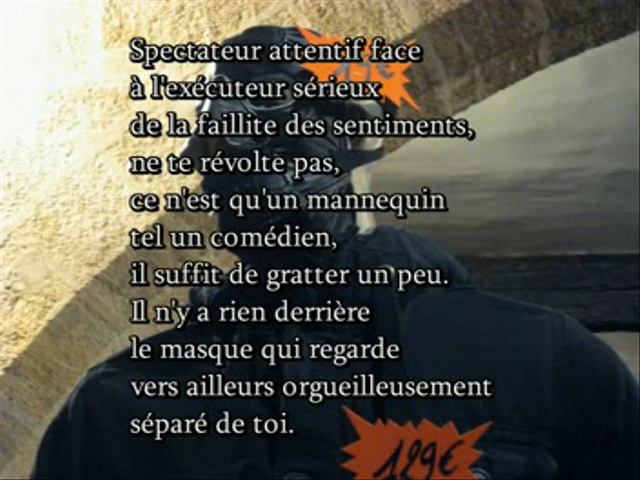 Spectateur attentif face
à l'exécuteur sérieux
de la faillite des sentiments,
ne te révolte pas,
ce n'est qu'un mannequin
tel un comédien,
il suffit de gratter un peu.
Il n'y a rien derrière
le masque qui regarde
vers ailleurs orgueilleusement
séparé de toi.
129€